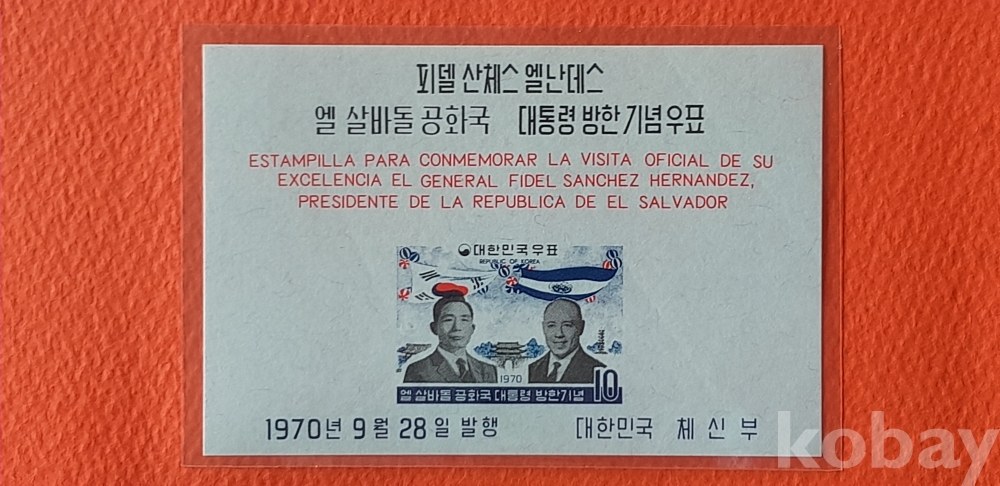 피델 산체스 엘난데스
엘 살바돌 공화국 대통령 방한 기념우표
ESTAMPILLA PARA CONMEMORAR LA VISITA OFICIAL DE SU
EXCELENCIA EL GENERAL FIDEL SANCHEZ HERNANDEZ,
PRESIDENTE DE LA REPUBLICA DE EL SALVADOR
대한민국우표
REPUBLIC OF KOREA
1970
엘 살바돌 공화국 대통령 방한기념 10
1970년 9월 28일 발행 대한민국 체신부
kobay